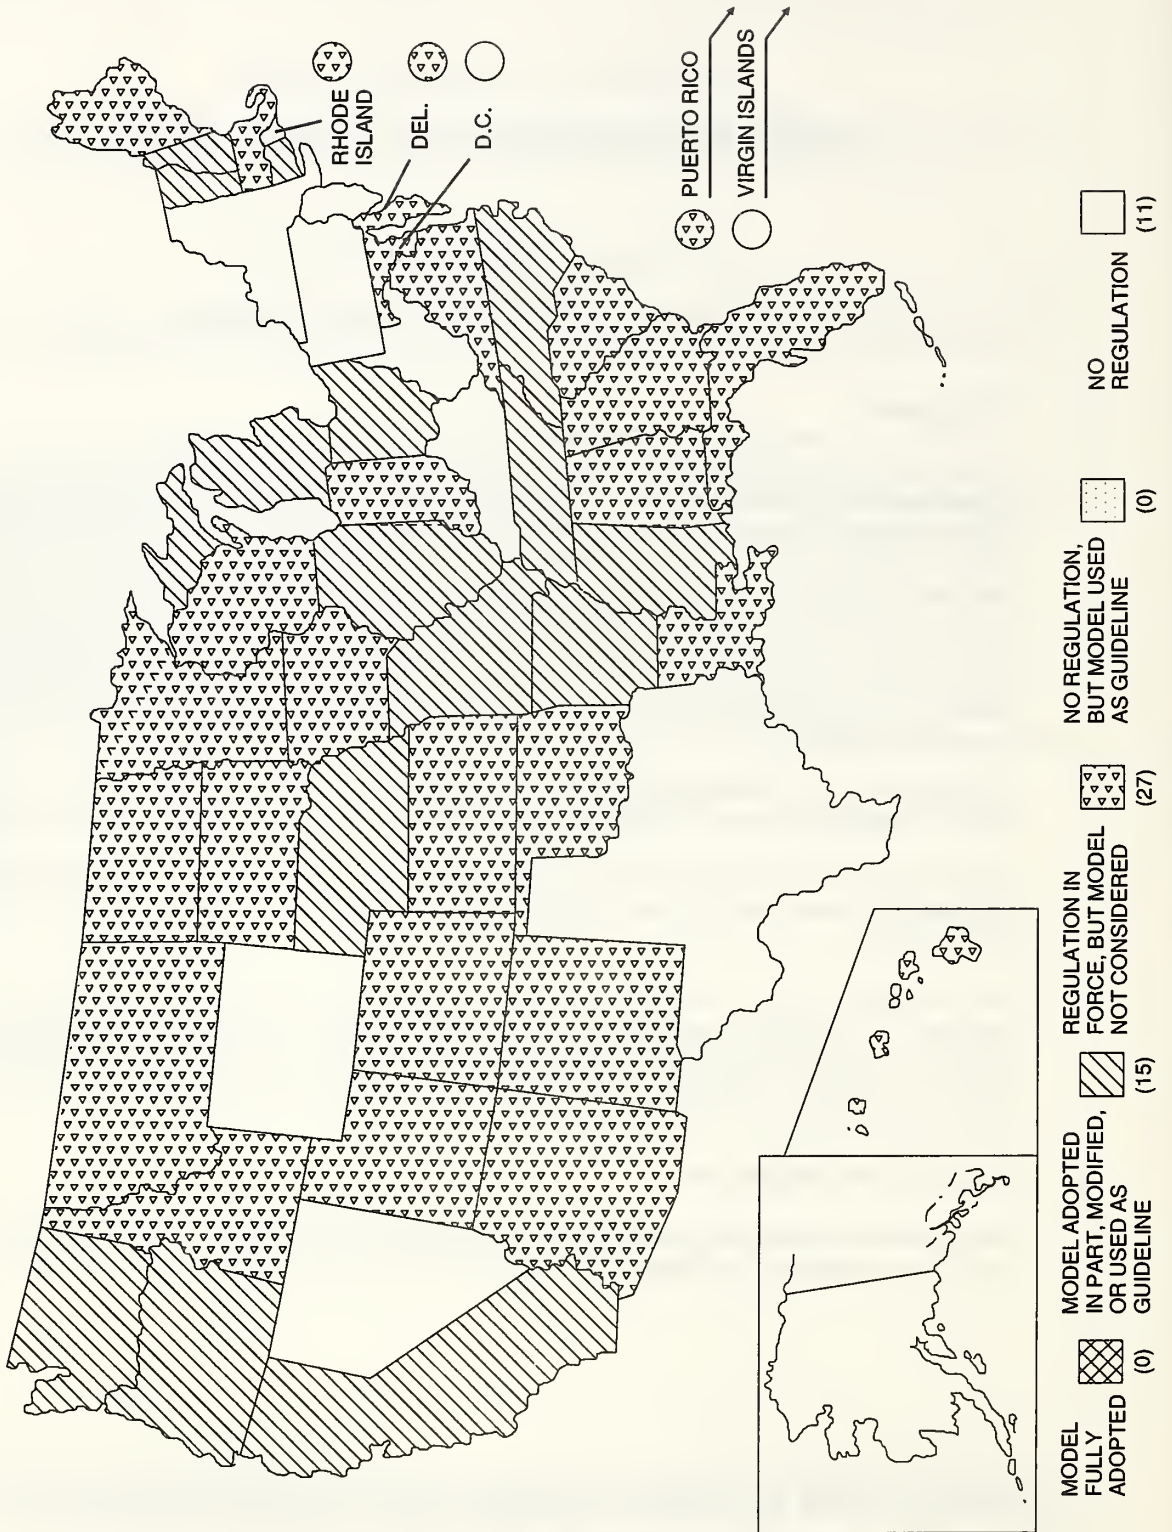 RHODE
ISLAND
DEL.
D.C.
PUERTO RICO
VIRGIN ISLANDS
MODEL
FULLY
ADOPTED
(0)
MODEL ADOPTED
IN PART, MODIFIED,
OR USED AS
GUIDELINE
(15)
REGULATION IN
FORCE, BUT MODEL
NOT CONSIDERED
(27)
NO REGULATION,
BUT MODEL USED
AS GUIDELINE
(0)
NO
REGULATION
(11)